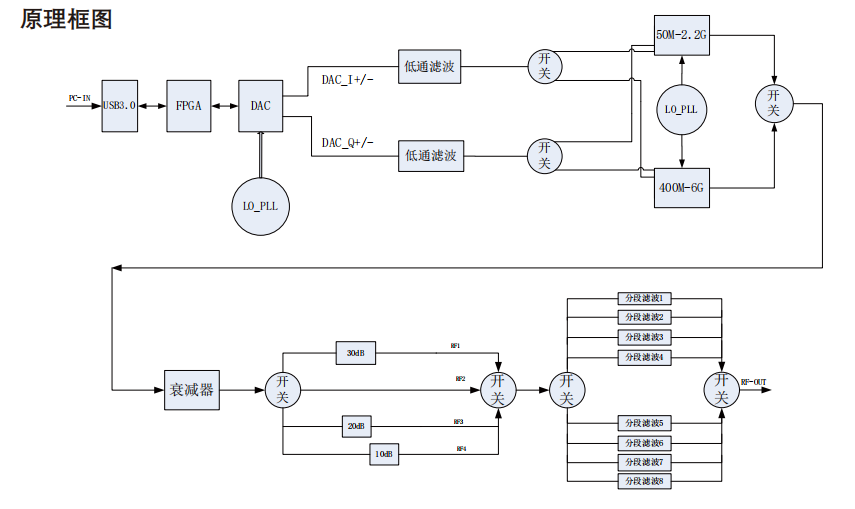 原理框图
PC-IN
USB3.0
FPGA
DAC
LO_PLL
DAC_I+/-
DAC_Q+/-
低通滤波
低通滤波
开
关
开
关
50M-2.2G
LO_PLL
400M-6G
开
关
衰减器
开
关
30dB
20dB
10dB
RF1
RF2
RF3
RF4
开
关
开
关
分段滤波1
分段滤波2
分段滤波3
分段滤波4
分段滤波5
分段滤波6
分段滤波7
分段滤波8
开
关
RF-OUT